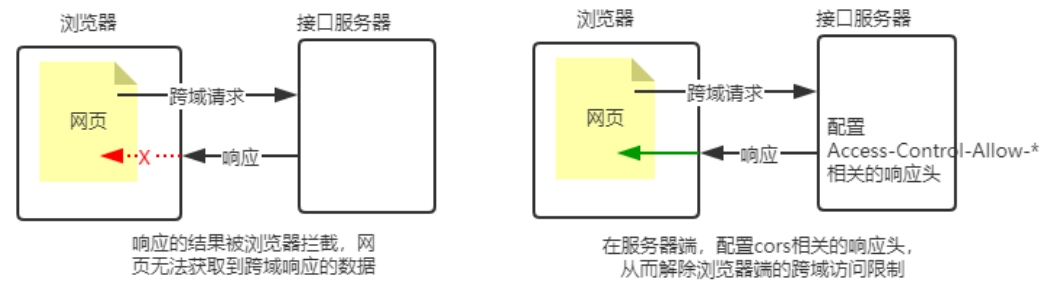 浏览器
接口服务器
网页
跨域请求
响应
X
响应的结果被浏览器拦截，网
页无法获取到跨域响应的数据
浏览器
接口服务器
网页
跨域请求
响应
配置
Access-Control-Allow-*
相关的响应头
在服务器端，配置cors相关的响应头，
从而解除浏览器端的跨域访问限制